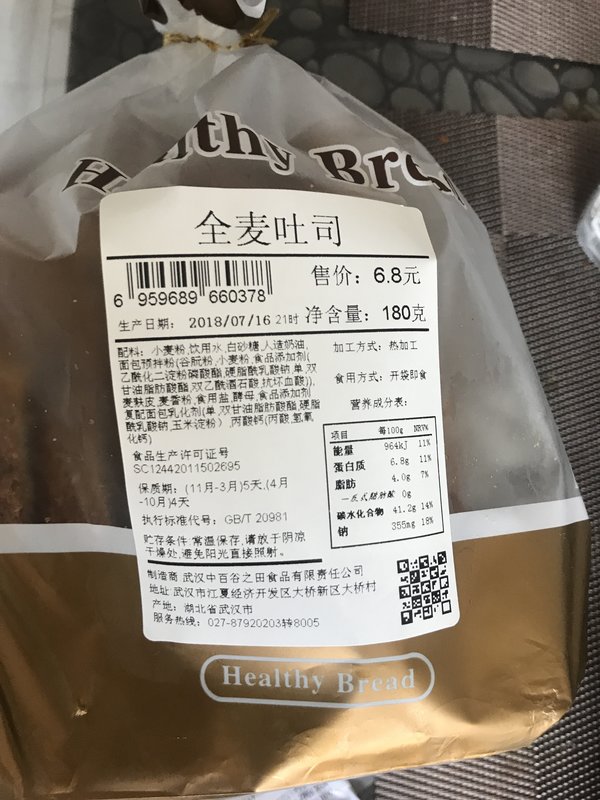 Healthy Bre
全麦吐司
售价：6.8元
6 959689 660378
净含量：180克
生产日期：2018/07/16 21时
配料：小麦粉,饮用水,白砂糖,人造奶油,
面包预拌粉(谷朊粉,小麦粉,食品添加剂(
乙酰化二淀粉磷酸酯,硬脂酰乳酸钠,单,双
甘油脂肪酸酯,双乙酰酒石酸,抗坏血酸)),
麦麸皮,麦香粉,食用盐,酵母,食品添加剂,
复配面包乳化剂(单,双甘油脂肪酸酯,硬脂
酰乳酸钠,玉米淀粉）,丙酸钙(丙酸,氢氧
化钙)
食品生产许可证号
SC12442011502695
保质期：(11月-3月)5天,(4月
-10月)4天
执行标准代号：GB/T 20981
贮存条件:常温保存,请放于阴凉
干燥处,避免阳光直接照射。
加工方式：热加工
食用方式：开袋即食
营养成分表:
项目 每100g NRV%
能量 964kJ 11%
蛋白质 6.8g 11%
脂肪 4.0g 7%
—反式脂肪酸 0g
碳水化合物 41.2g 14%
钠 355mg 18%
制造商:武汉中百谷之田食品有限责任公司
地址:武汉市江夏经济开发区大桥新区大桥村
产地：湖北省武汉市
服务热线：027-87920203转8005
Healthy Bread